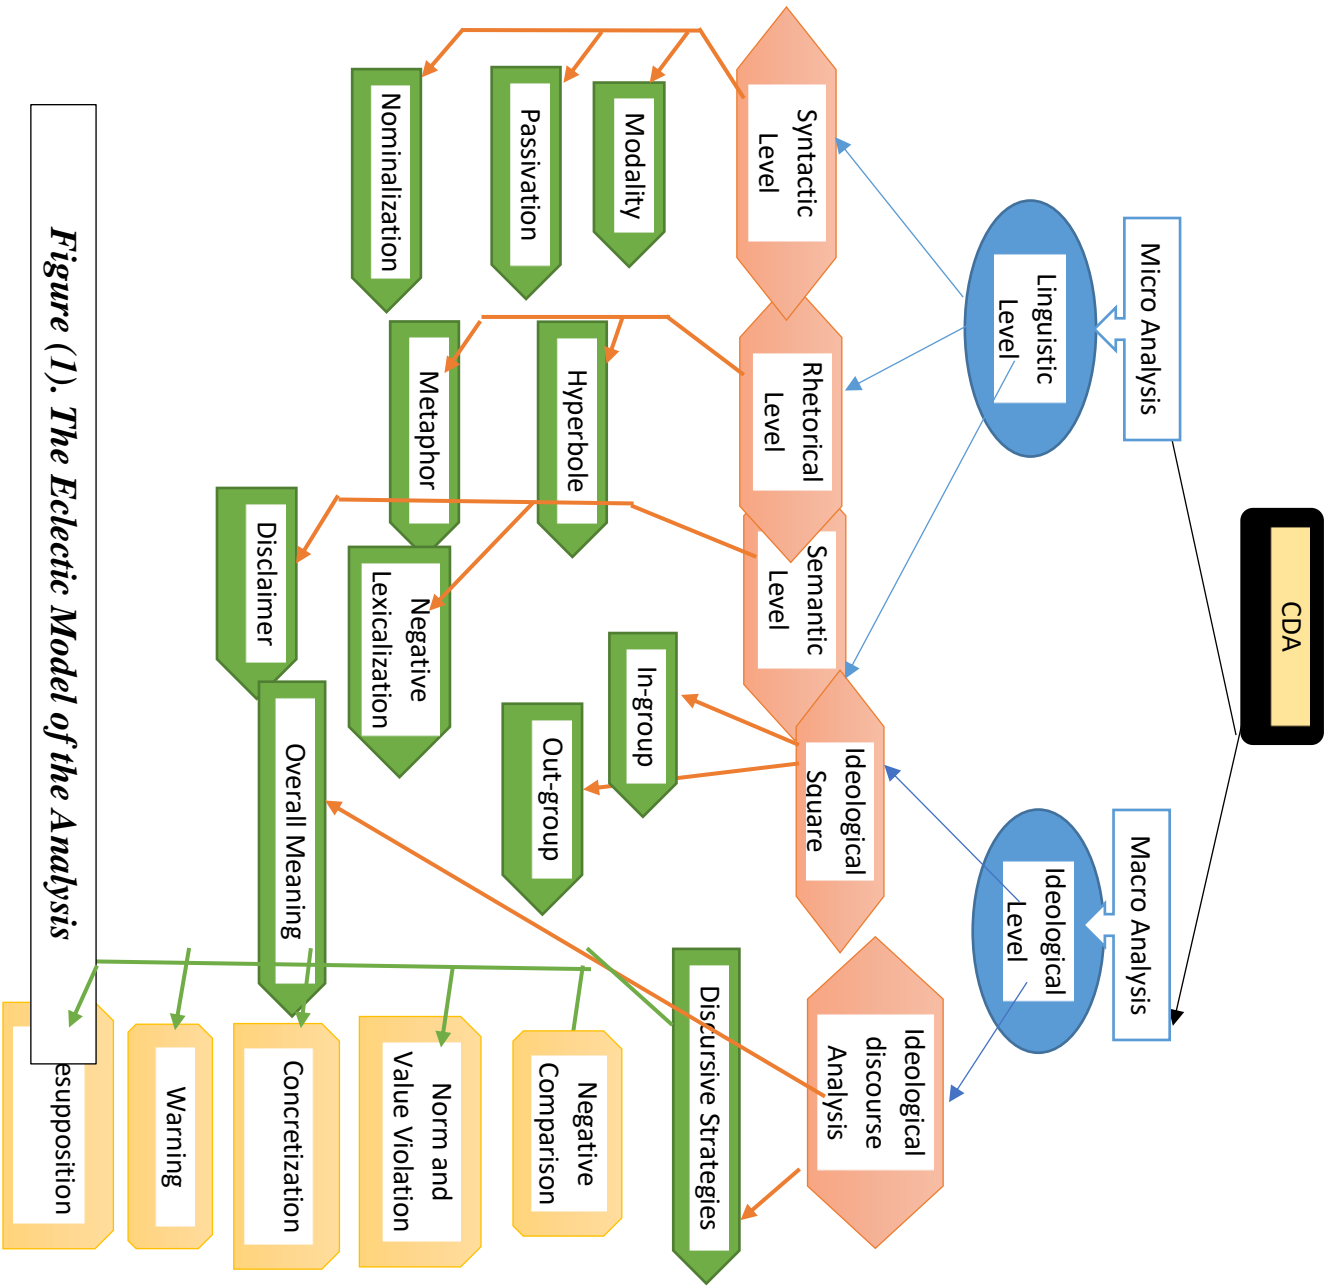 CDA
Micro Analysis
Macro Analysis
Linguistic
Level
Ideological
Level
Syntactic
Level
Rhetorical
Level
Semantic
Level
Ideological
Square
Ideological
discourse
Analysis
Modality
Passivation
Nominalization
Hyperbole
Metaphor
Negative
Lexicalization
Disclaimer
In-group
Out-group
Overall Meaning
Discursive Strategies
Negative
Comparison
Norm and
Value Violation
Concretization
Warning
esupposition
Figure (1). The Eclectic Model of the Analysis